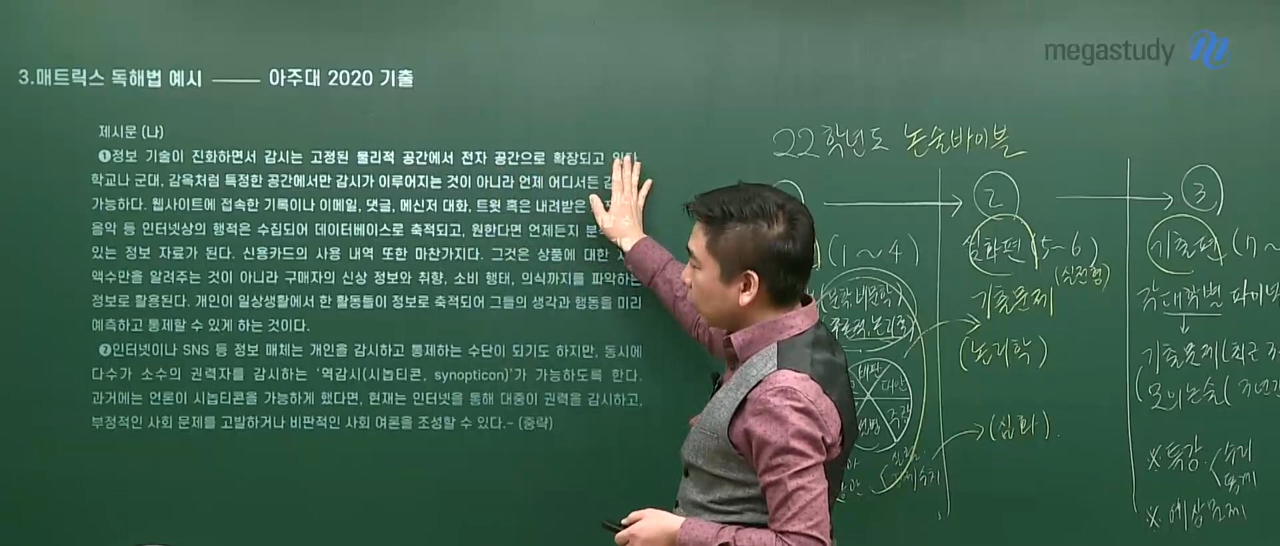 megastudy
3.매트릭스 독해법 예시 ―― 아주대 2020 기출
제시문 (나)
❶정보 기술이 진화하면서 감시는 고정된 물리적 공간에서 전자 공간으로 확장되고
학교나 군대, 감옥처럼 특정한 공간에서만 감시가 이루어지는 것이 아니라 언제 어디서든
가능하다. 웹사이트에 접속한 기록이나 이메일, 댓글, 메신저 대화, 트윗 혹은 내려받은
음악 등 인터넷상의 행적은 수집되어 데이터베이스로 축적되고, 원한다면 언제든지
있는 정보 자료가 된다. 신용카드의 사용 내역 또한 마찬가지다. 그것은 상품에 대한
액수만을 알려주는 것이 아니라 구매자의 신상 정보와 취향, 소비 행태, 의식까지를 파악하는
정보로 활용된다. 개인이 일상생활에서 한 활동들이 정보로 축적되어 그들의 생각과 행동을 미리
예측하고 통제할 수 있게 하는 것이다.
❷인터넷이나 SNS 등 정보 매체는 개인을 감시하고 통제하는 수단이 되기도 하지만, 동시에
다수가 소수의 권력자를 감시하는 ‘역감시(시놉티콘, synopticon)’가 가능하도록 한다.
과거에는 언론이 시놉티콘을 가능하게 했다면, 현재는 인터넷을 통해 대중이 권력을 감시하고,
부정적인 사회 문제를 고발하거나 비판적인 사회 여론을 조성할 수 있다.- (중략)
22학년도 논술바이블
② ③
(1~4)
심화편 (5~6)
(실전형)
기출문제
(논리학)
(심화).
대안
주장
기출편 (7~
각대학별 파이널
기출문제(최근
모의논술(
※ 특강 수리
※ 예상문제